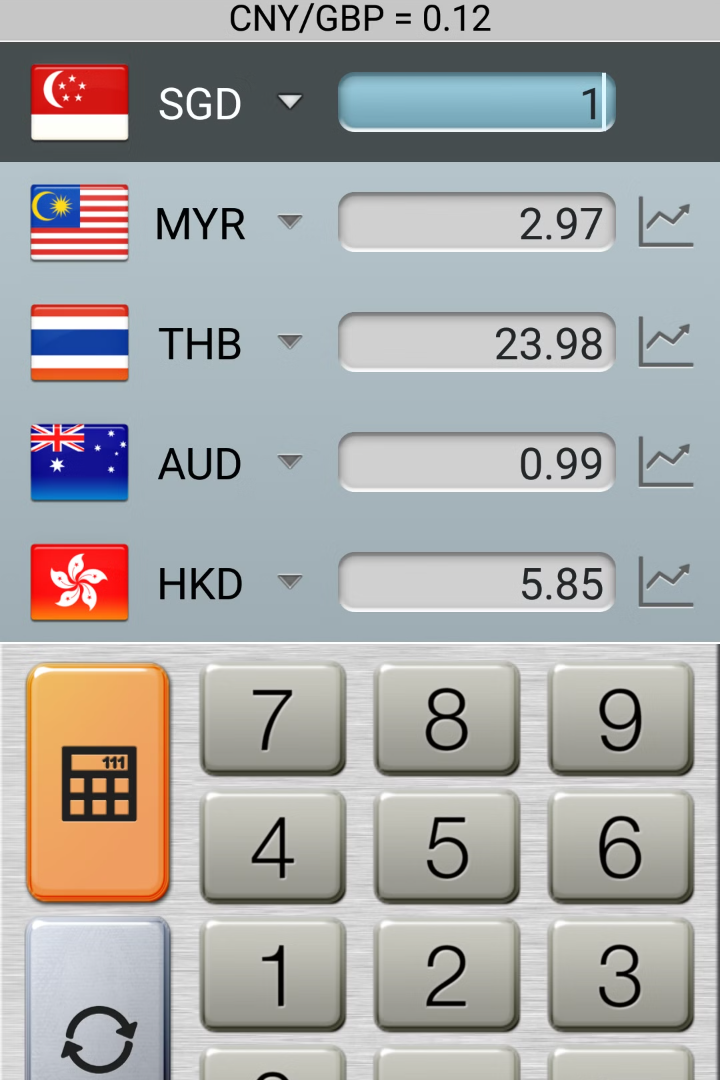 CNY/GBP = 0.12
SGD 1
MYR 2.97
THB 23.98
AUD 0.99
HKD 5.85
111
7 8 9
4 5 6
1 2 3